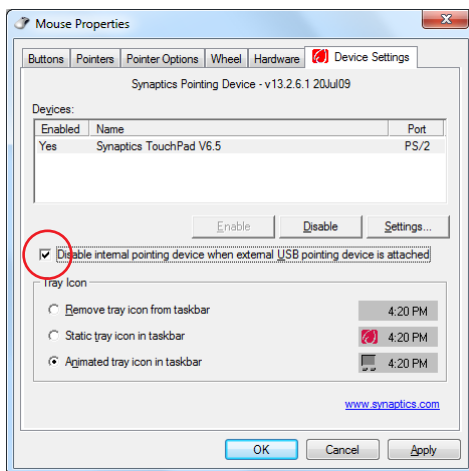 Mouse Properties
Buttons Pointers Pointer Options Wheel Hardware Device Settings
Synaptics Pointing Device - v13.2.6.1 20Jul09
Devices:
Enabled Name Port
Yes Synaptics TouchPad V6.5 PS/2
Enable Disable Settings...
Disable internal pointing device when external USB pointing device is attached
Tray Icon
Remove tray icon from taskbar 4:20 PM
Static tray icon in taskbar 4:20 PM
Animated tray icon in taskbar 4:20 PM
www.synaptics.com
OK Cancel Apply